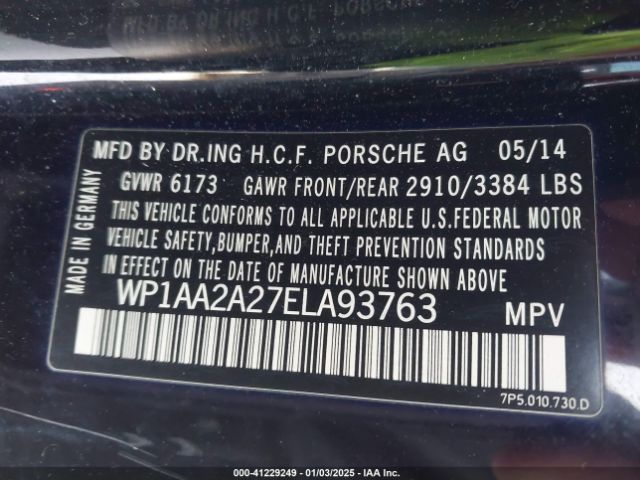 MFD BY DR.ING H.C.F. PORSCHE AG 05/14
GVWR 6173 GAWR FRONT/REAR 2910/3384 LBS
THIS VEHICLE CONFORMS TO ALL APPLICABLE U.S.FEDERAL MOTOR
VEHICLE SAFETY,BUMPER,AND THEFT PREVENTION STANDARDS
IN EFFECT ON THE DATE OF MANUFACTURE SHOWN ABOVE.
MADE IN GERMANY
WP1AA2A27ELA93763 MPV
7P5.010.730.D
000-41229249 - 01/03/2025 - IAA Inc.